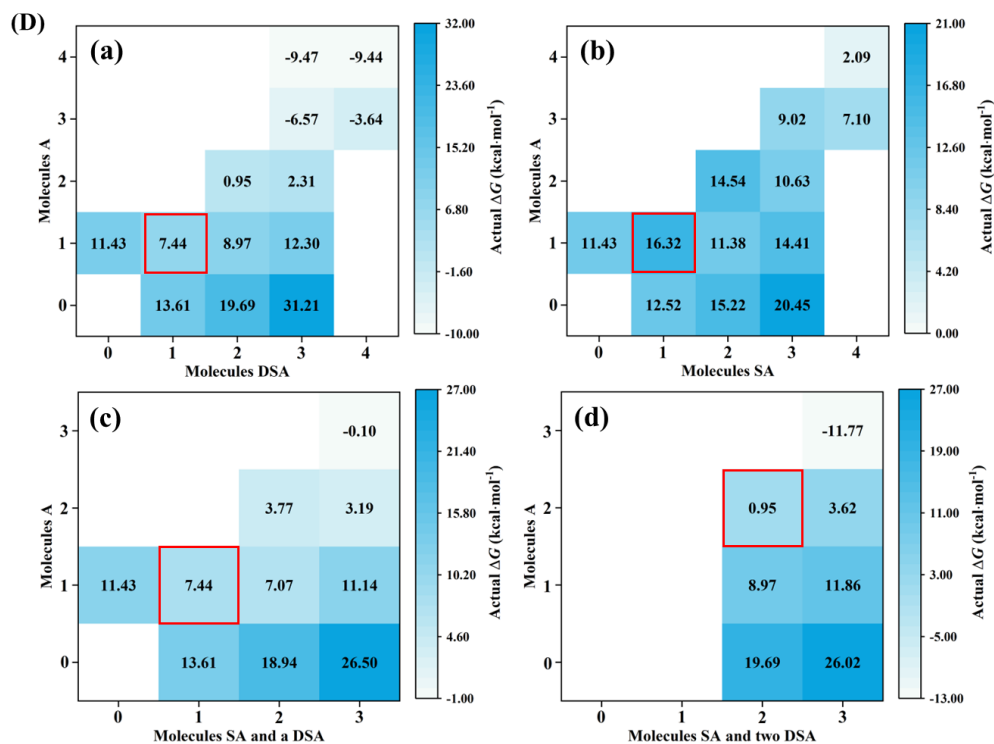 (D)
(a)
4 -9.47 -9.44
3 -6.57 -3.64
2 0.95 2.31
1 11.43 7.44 8.97 12.30
0 13.61 19.69 31.21
0 1 2 3 4
Molecules DSA
Molecules A
32.00
23.60
15.20
6.80
-1.60
-10.00
Actual ΔG (kcal·mol⁻¹)
(b)
4 2.09
3 9.02 7.10
2 14.54 10.63
1 11.43 16.32 11.38 14.41
0 12.52 15.22 20.45
0 1 2 3 4
Molecules SA
Molecules A
21.00
16.80
12.60
8.40
4.20
0.00
Actual ΔG (kcal·mol⁻¹)
(c)
3 -0.10
2 3.77 3.19
1 11.43 7.44 7.07 11.14
0 13.61 18.94 26.50
0 1 2 3
Molecules SA and a DSA
Molecules A
27.00
21.40
15.80
10.20
4.60
-1.00
Actual ΔG (kcal·mol⁻¹)
(d)
3 -11.77
2 0.95 3.62
1 8.97 11.86
0 19.69 26.02
0 1 2 3
Molecules SA and two DSA
Molecules A
27.00
19.00
11.00
3.00
-5.00
-13.00
Actual ΔG (kcal·mol⁻¹)